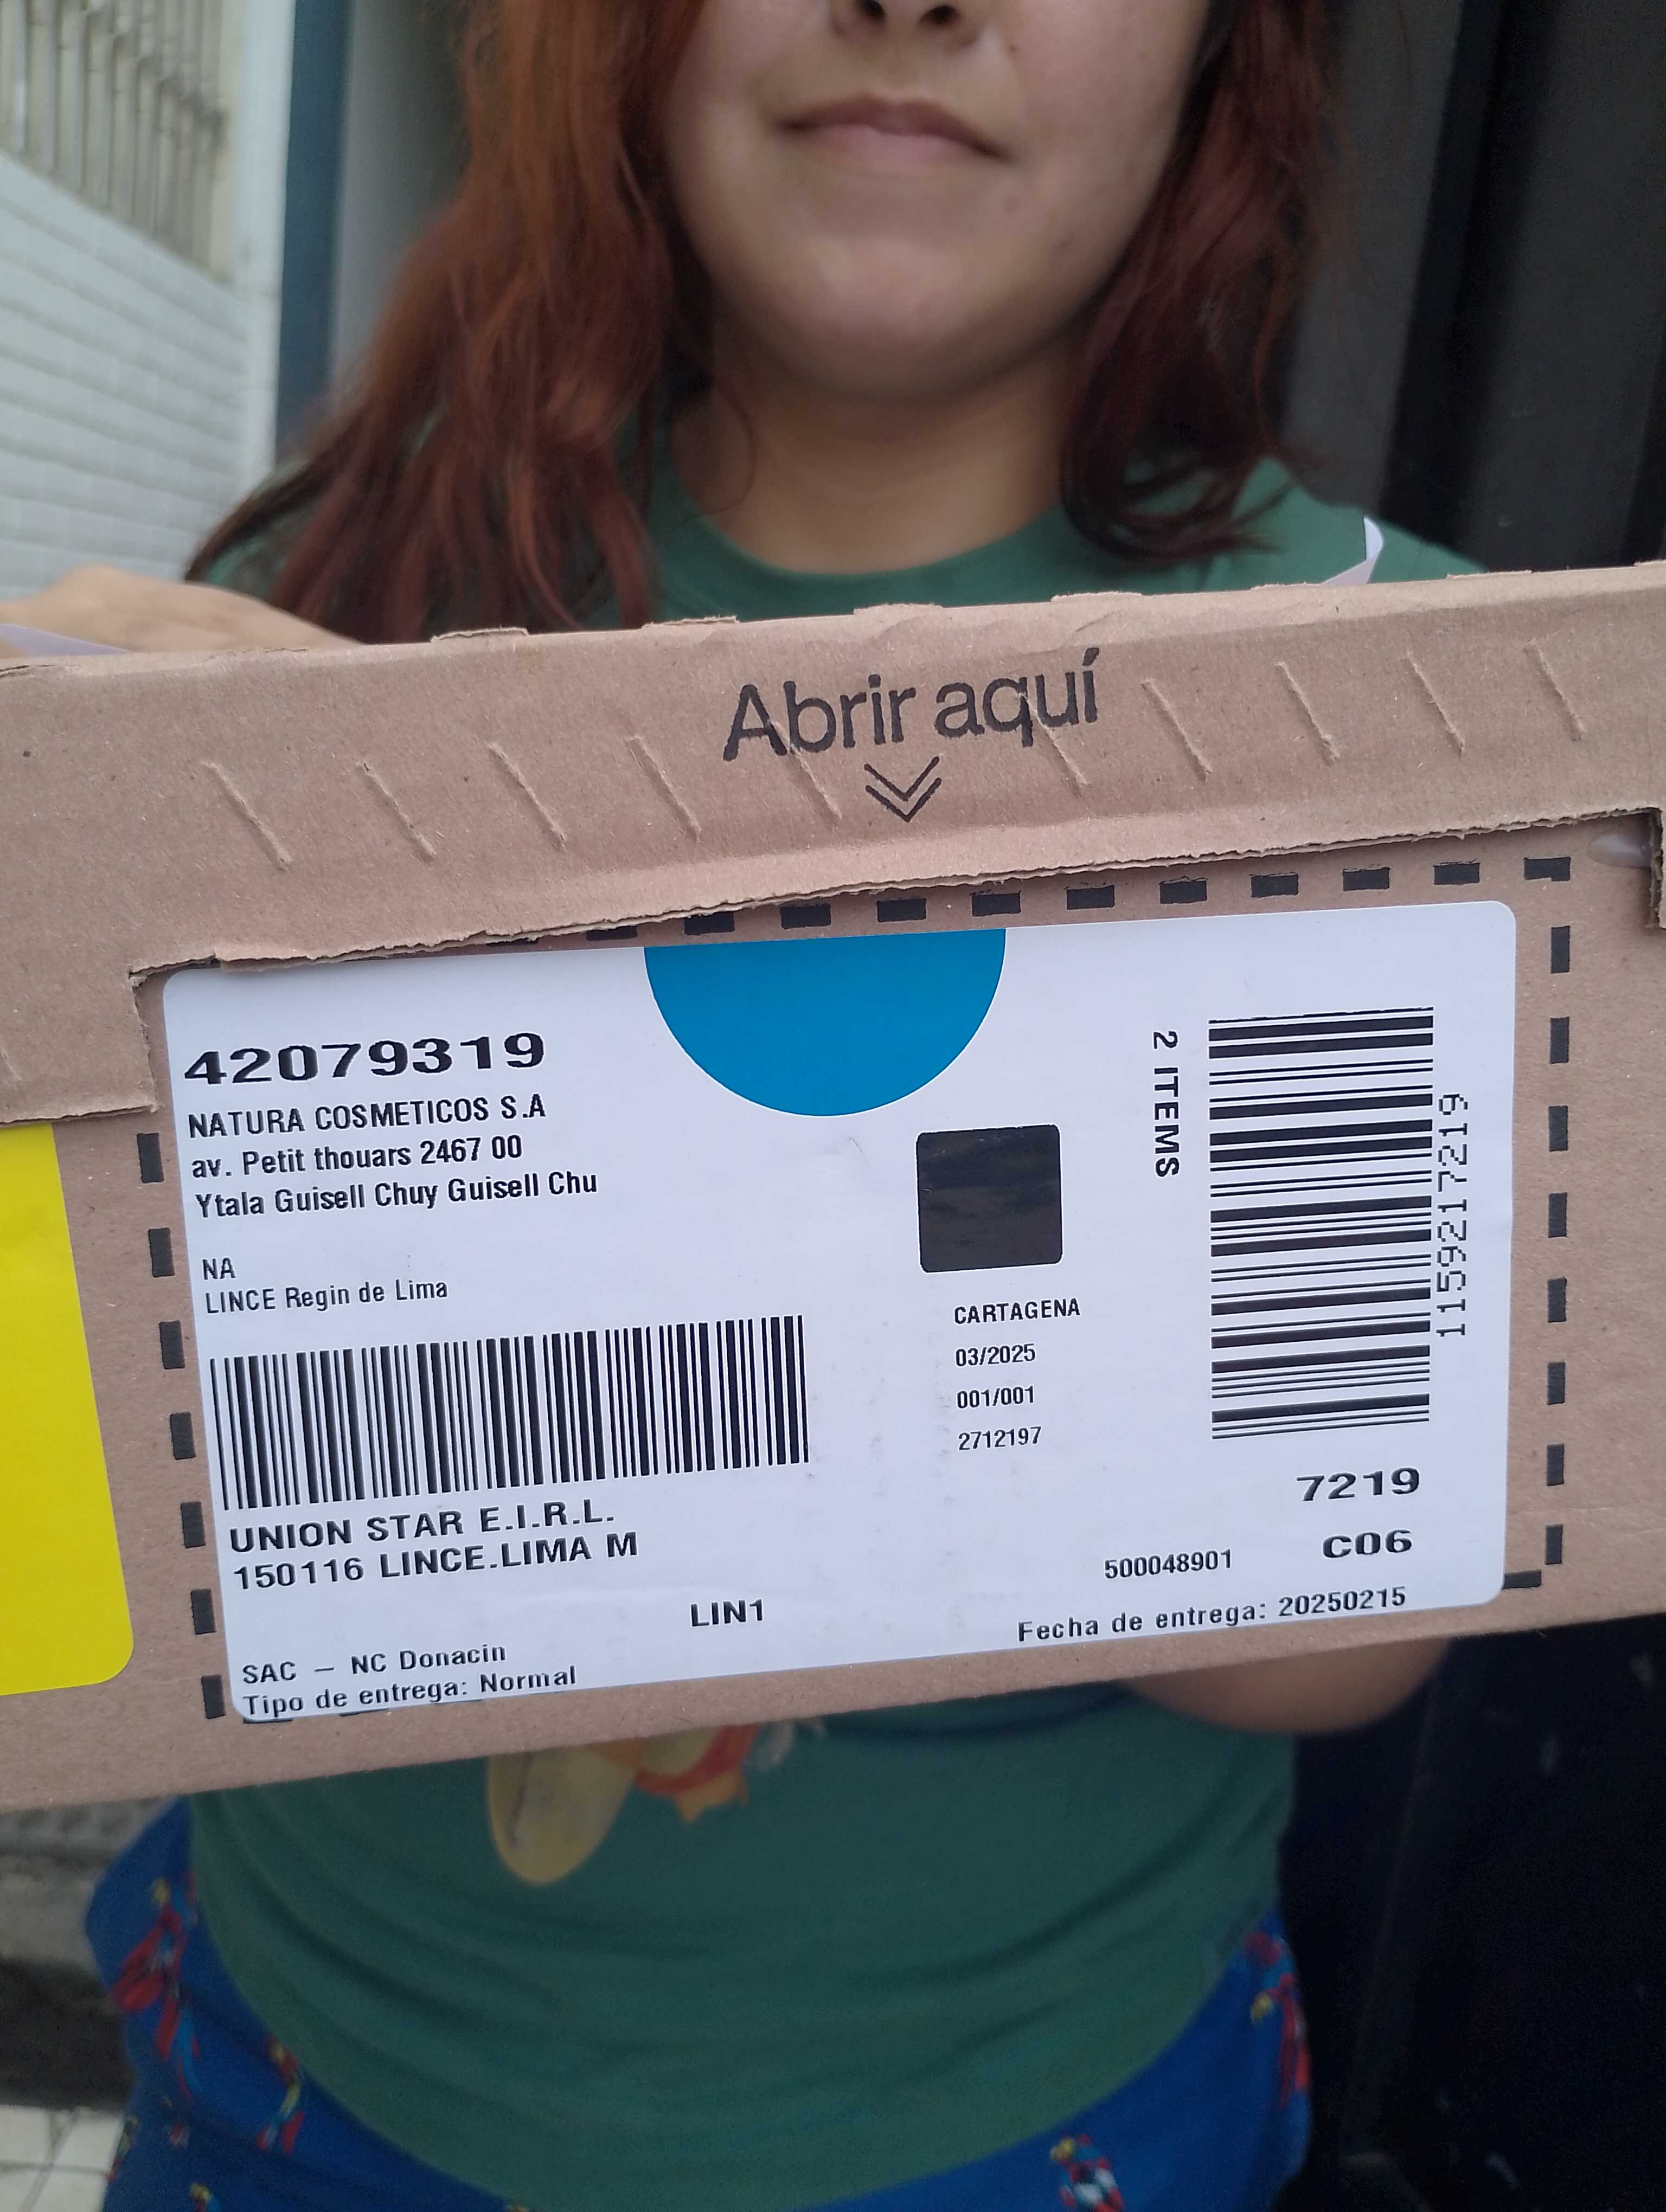 Abrir aquí
42079319
NATURA COSMETICOS S.A
av. Petit thouars 2467 00
Ytala Guisell Chuy Guisell Chu
NA
LINCE Regin de Lima
UNION STAR E.I.R.L.
150116 LINCE.LIMA M
LIN1
SAC – NC Donacin
Tipo de entrega: Normal
CARTAGENA
03/2025
001/001
2712197
2 ITEMS
1159217219
7219
C06
500048901
Fecha de entrega: 20250215